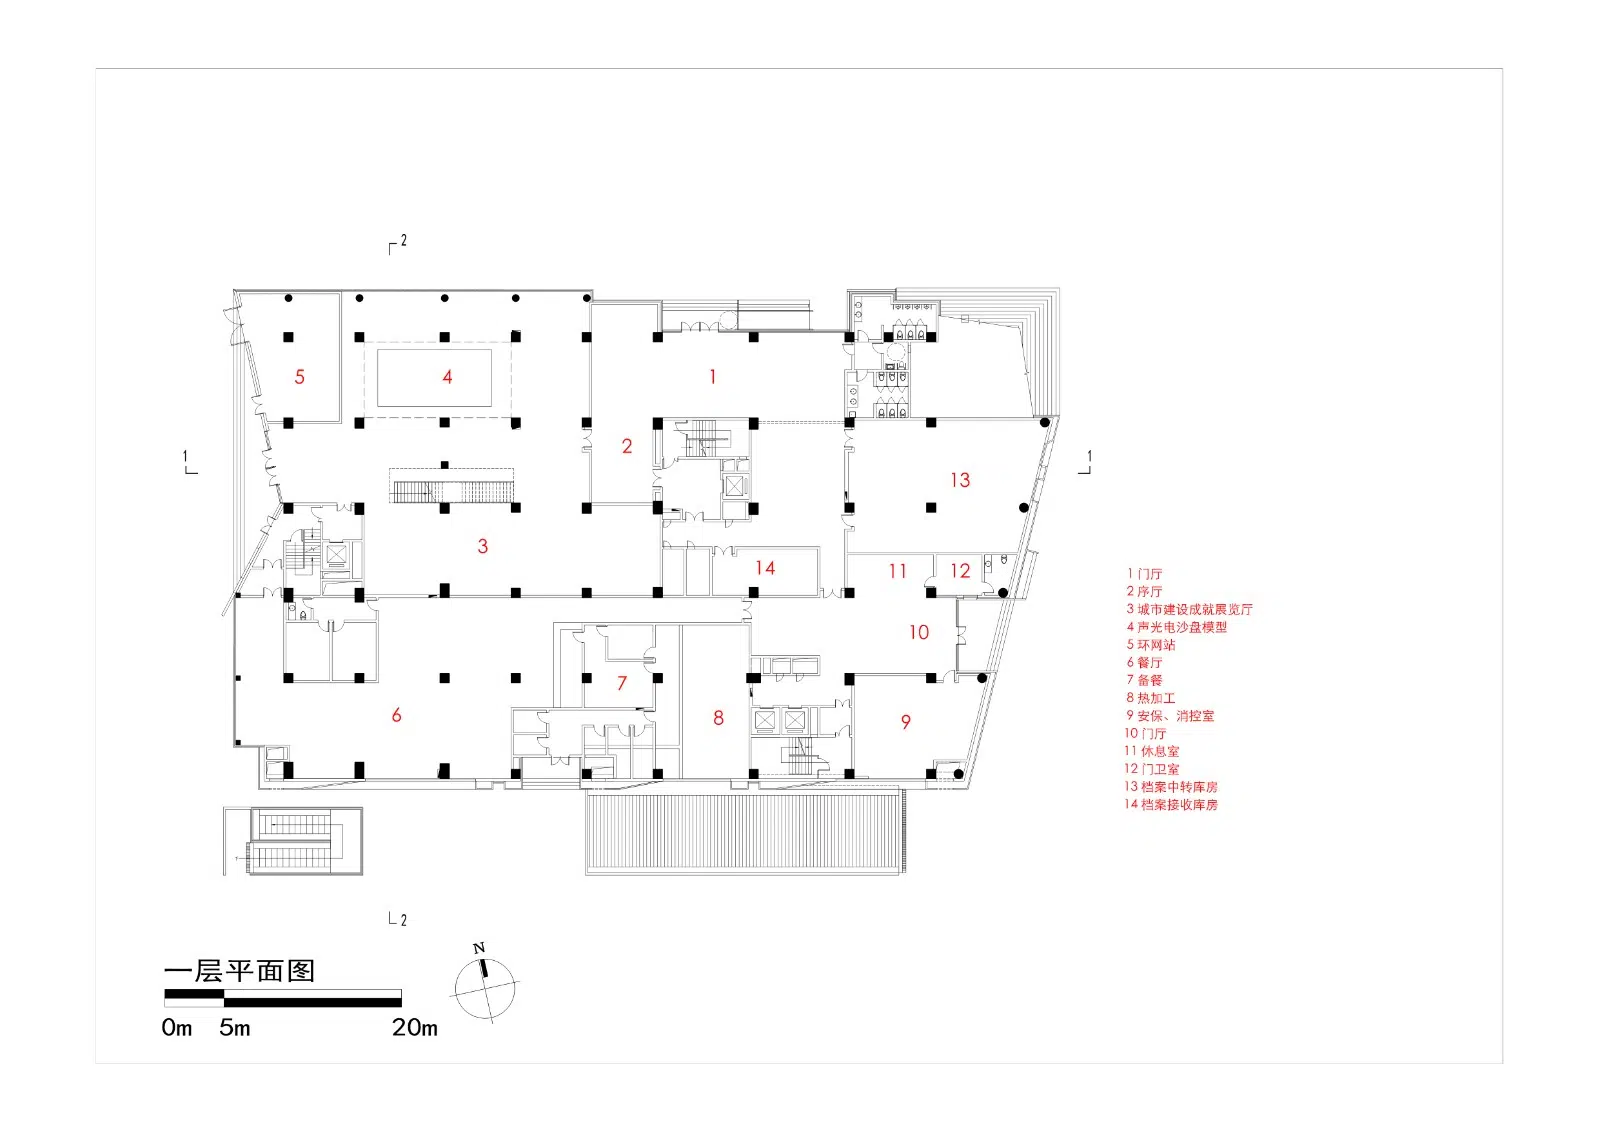 2
5
4
1
2
1
1
13
3
14
11
12
10
7
6
8
9
1 门厅
2 序厅
3 城市建设成就展览厅
4 声光电沙盘模型
5 环网站
6 餐厅
7 备餐
8 热加工
9 安保、消控室
10 门厅
11 休息室
12 门卫室
13 档案中转库房
14 档案接收库房
2
N
一层平面图
0m 5m 20m